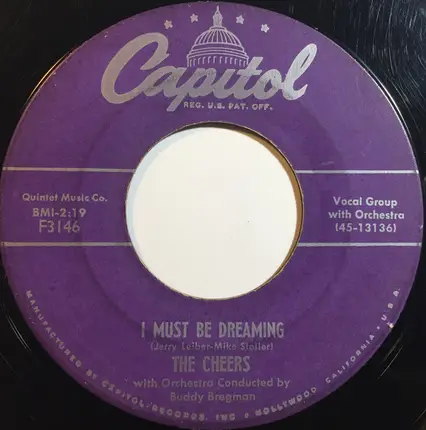 Capitol
REG. U.S. PAT. OFF.
Quintet Music Co.
BMI-2:19
F3146
Vocal Group
with Orchestra
(45-13136)
I MUST BE DREAMING
(Jerry Leiber-Mike Stoller)
THE CHEERS
with Orchestra Conducted by
Buddy Bregman
MANUFACTURED BY CAPITOL RECORDS, INC • HOLLYWOOD, CALIFORNIA • U.S.A.